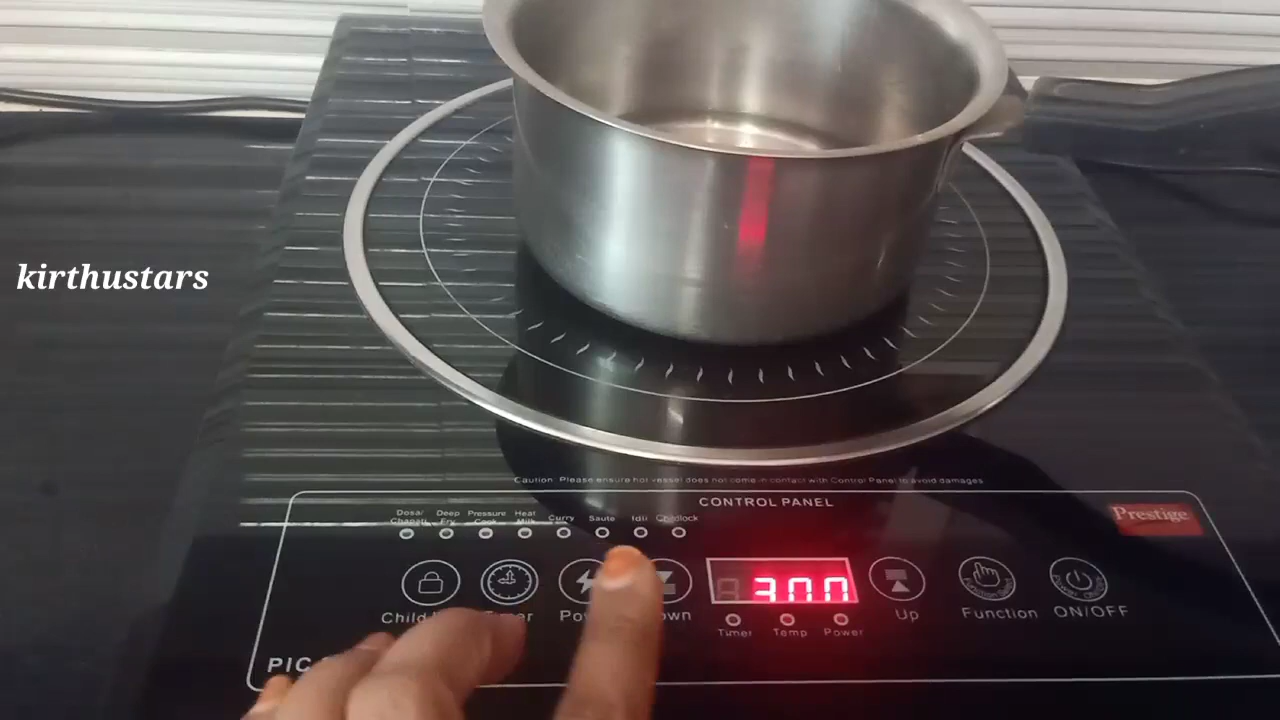 kirthustars
Caution: Please ensure hot vessel does not come in contact with Control Panel to avoid damages
CONTROL PANEL
Prestige
Dosa/ Chapati Deep Fry Pressure Cook Heat Milk Curry Saute Idli Childlock
300
Child Up Function ON/OFF
Timer Temp Power
PIC